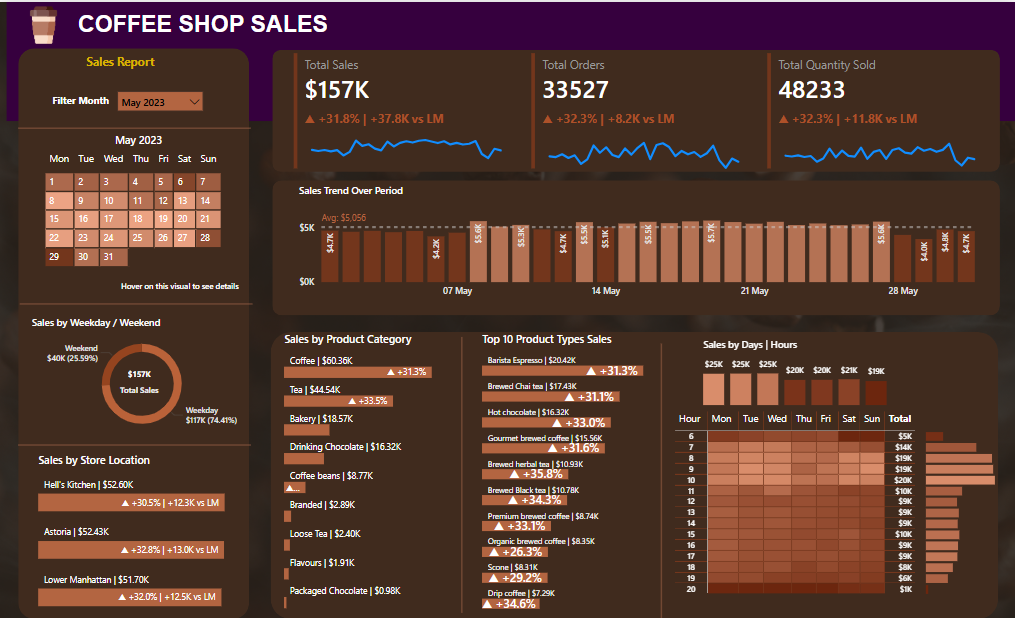 COFFEE SHOP SALES
Sales Report
Filter Month
May 2023
May 2023
Mon Tue Wed Thu Fri Sat Sun
1 2 3 4 5 6 7
8 9 10 11 12 13 14
15 16 17 18 19 20 21
22 23 24 25 26 27 28
29 30 31
Hover on this visual to see details
Sales by Weekday / Weekend
Weekend
$40K (25.59%)
$157K
Total Sales
Weekday
$117K (74.41%)
Sales by Store Location
Hell's Kitchen | $52.60K
▲ +30.5% | +12.3K vs LM
Astoria | $52.43K
▲ +32.8% | +13.0K vs LM
Lower Manhattan | $51.70K
▲ +32.0% | +12.5K vs LM
Total Sales
$157K
▲ +31.8% | +37.8K vs LM
Total Orders
33527
▲ +32.3% | +8.2K vs LM
Total Quantity Sold
48233
▲ +32.3% | +11.8K vs LM
Sales Trend Over Period
Avg: $5,056
$5K
$0K
$4.7K $4.2K $5.6K $5.3K $4.7K $5.5K $5.1K $5.5K $5.7K $5.6K $4.0K $4.8K $4.7K
07 May 14 May 21 May 28 May
Sales by Product Category
Coffee | $60.36K
▲ +31.3%
Tea | $44.54K
▲ +33.5%
Bakery | $18.57K
Drinking Chocolate | $16.32K
Coffee beans | $8.77K
▲...
Branded | $2.89K
Loose Tea | $2.40K
Flavours | $1.91K
Packaged Chocolate | $0.98K
Top 10 Product Types Sales
Barista Espresso | $20.42K
▲ +31.3%
Brewed Chai tea | $17.43K
▲ +31.1%
Hot chocolate | $16.32K
▲ +33.0%
Gourmet brewed coffee | $15.56K
▲ +31.6%
Brewed herbal tea | $10.93K
▲ +35.8%
Brewed Black tea | $10.78K
▲ +34.3%
Premium brewed coffee | $8.74K
▲ +33.1%
Organic brewed coffee | $8.35K
▲ +26.3%
Scone | $8.31K
▲ +29.2%
Drip coffee | $7.29K
▲ +34.6%
Sales by Days | Hours
$25K $25K $25K $20K $20K $21K $19K
Hour Mon Tue Wed Thu Fri Sat Sun Total
6 $5K
7 $14K
8 $19K
9 $19K
10 $20K
11 $10K
12 $9K
13 $9K
14 $9K
15 $10K
16 $9K
17 $9K
18 $8K
19 $6K
20 $1K